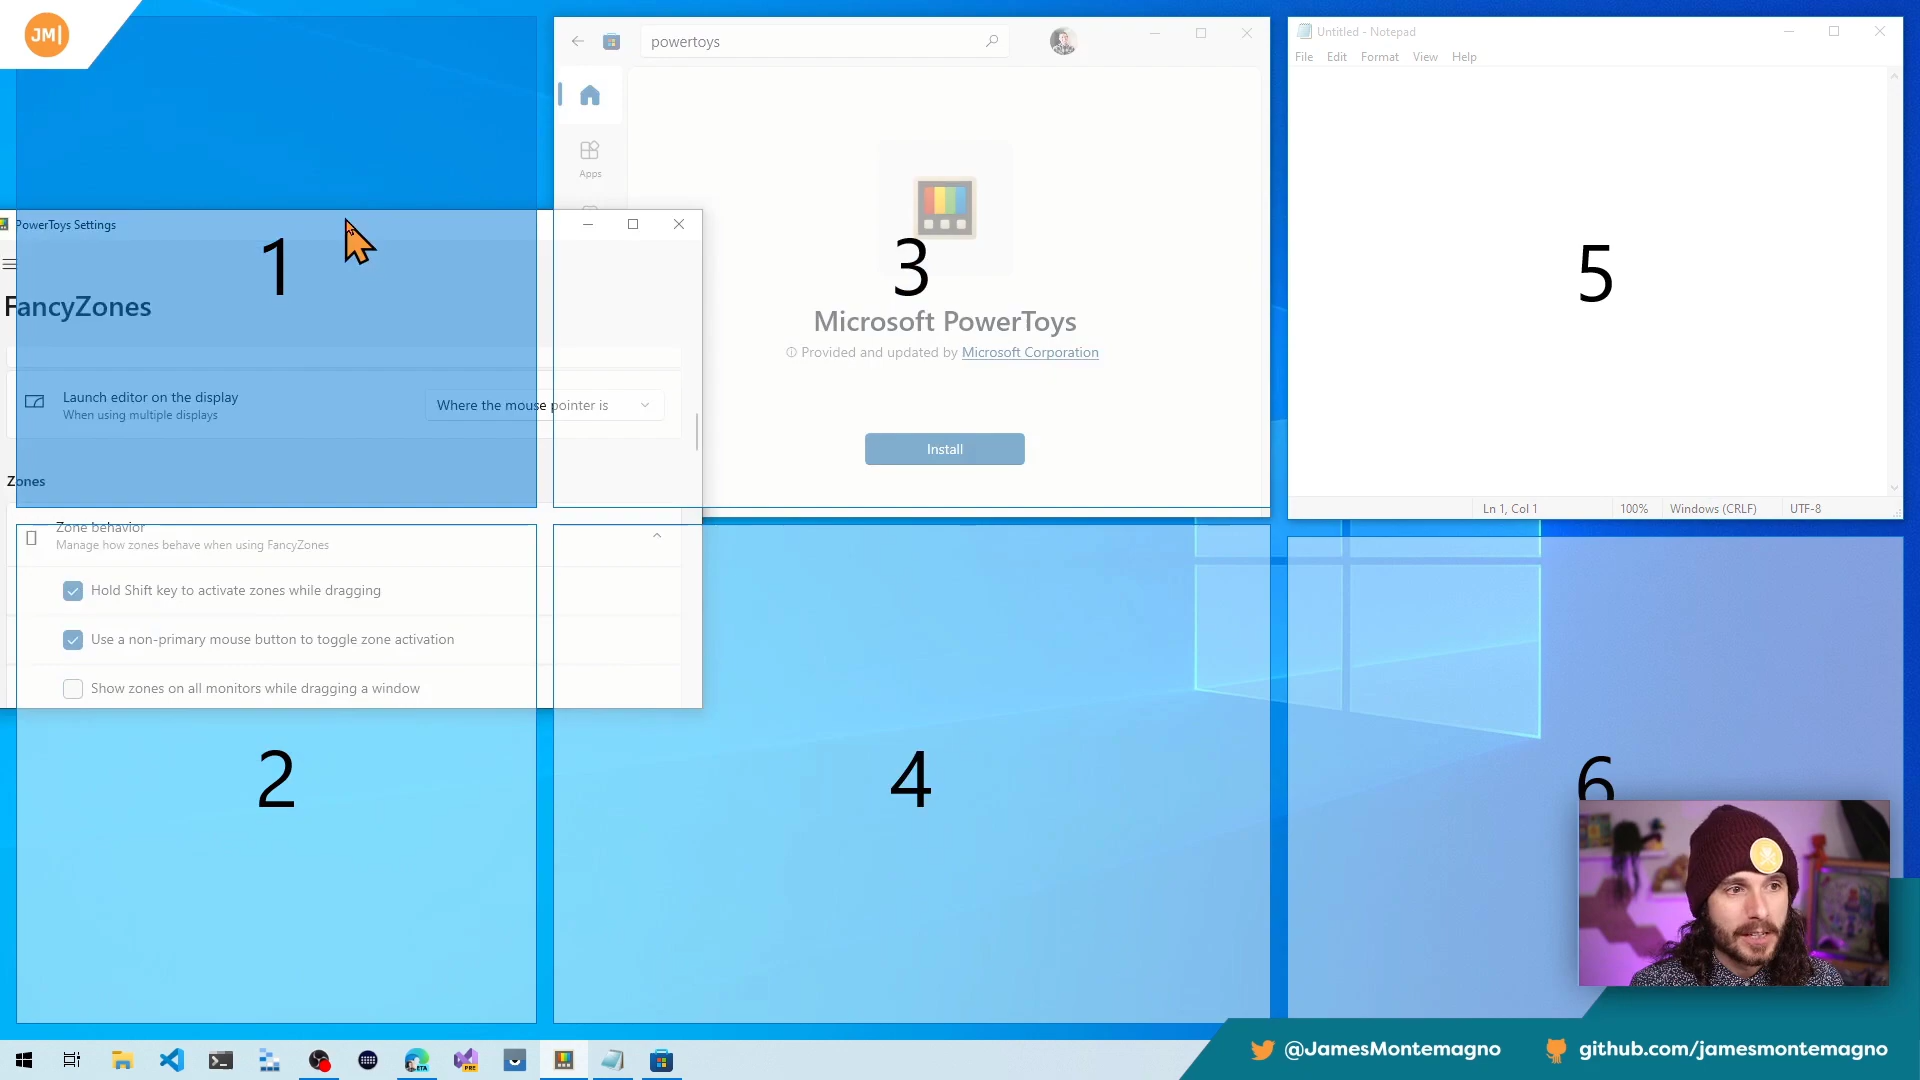 JM
powertoys
Apps
Microsoft PowerToys
Provided and updated by Microsoft Corporation
Install
Untitled - Notepad
File Edit Format View Help
Ln 1, Col 1 100% Windows (CRLF) UTF-8
PowerToys Settings
FancyZones
Launch editor on the display
When using multiple displays
Where the mouse pointer is
Zones
Zone behavior
Manage how zones behave when using FancyZones
Hold Shift key to activate zones while dragging
Use a non-primary mouse button to toggle zone activation
Show zones on all monitors while dragging a window
1
3
5
2
4
6
BETA
PRE
@JamesMontemagno
github.com/jamesmontemagno